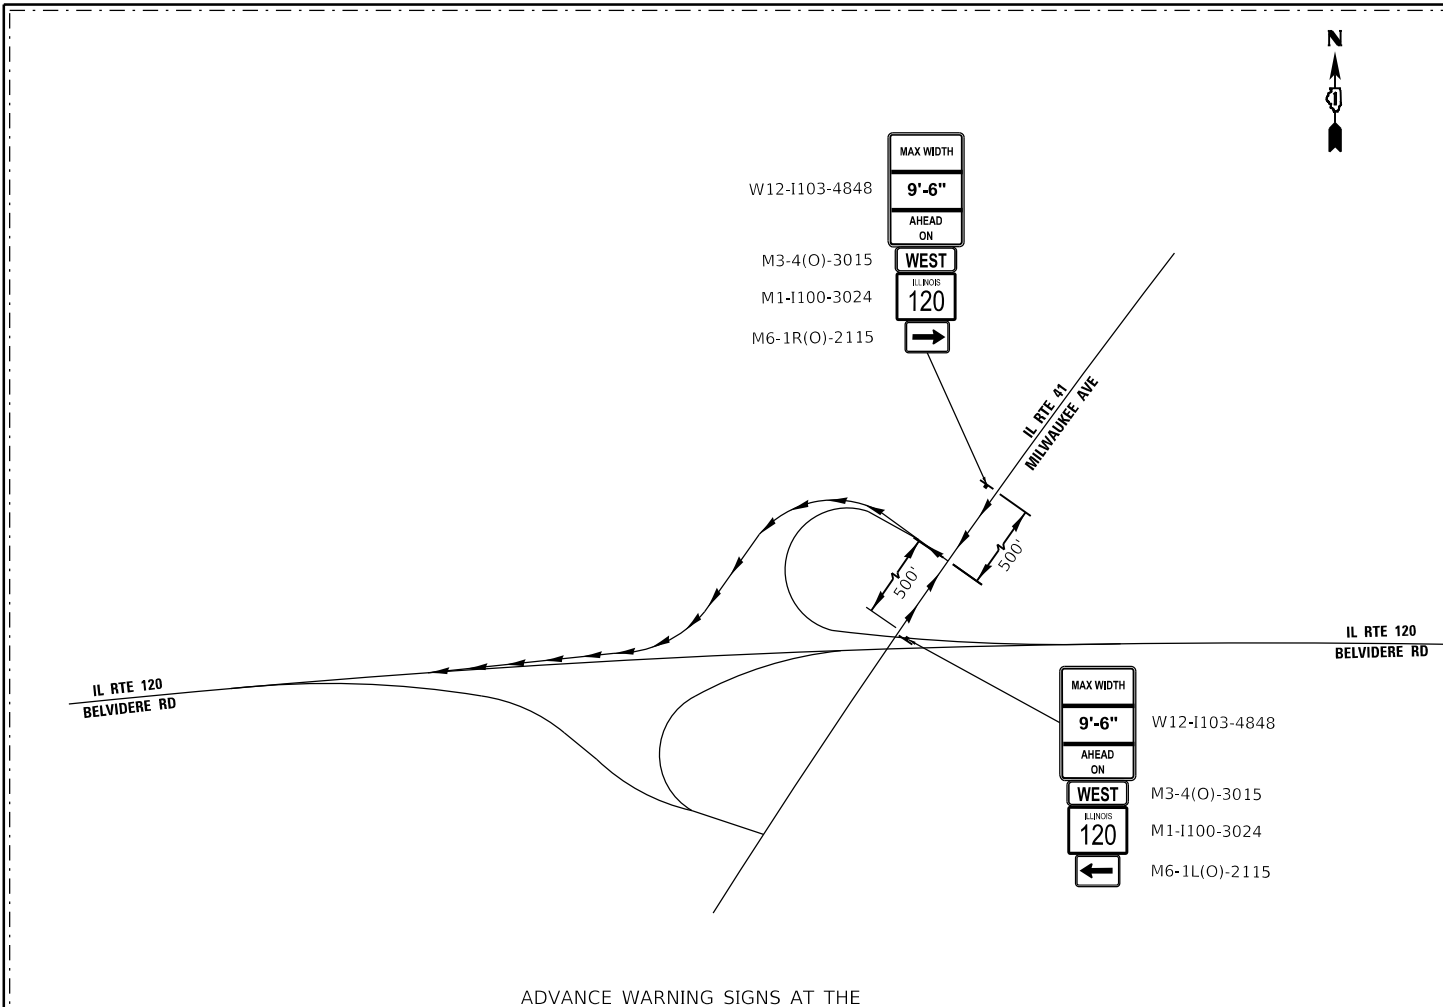 N
MAX WIDTH
W12-I103-4848
9'-6"
AHEAD
ON
M3-4(O)-3015
WEST
ILLINOIS
M1-I100-3024
120
M6-1R(O)-2115
IL RTE 41
MILWAUKEE AVE
500'
500'
IL RTE 120
BELVIDERE RD
IL RTE 120
BELVIDERE RD
MAX WIDTH
9'-6"
W12-I103-4848
AHEAD
ON
WEST
M3-4(O)-3015
ILLINOIS
120
M1-I100-3024
M6-1L(O)-2115
ADVANCE WARNING SIGNS AT THE